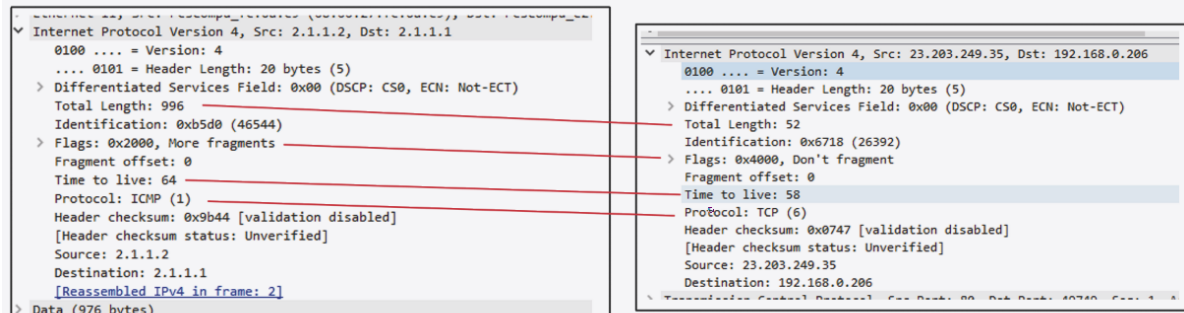 Internet Protocol Version 4, Src: 2.1.1.2, Dst: 2.1.1.1
0100 .... = Version: 4
.... 0101 = Header Length: 20 bytes (5)
Differentiated Services Field: 0x00 (DSCP: CS0, ECN: Not-ECT)
Total Length: 996
Identification: 0xb5d0 (46544)
Flags: 0x2000, More fragments
Fragment offset: 0
Time to live: 64
Protocol: ICMP (1)
Header checksum: 0x9b44 [validation disabled]
[Header checksum status: Unverified]
Source: 2.1.1.2
Destination: 2.1.1.1
[Reassembled IPv4 in frame: 2]
Data (976 bytes)
Internet Protocol Version 4, Src: 23.203.249.35, Dst: 192.168.0.206
0100 .... = Version: 4
.... 0101 = Header Length: 20 bytes (5)
Differentiated Services Field: 0x00 (DSCP: CS0, ECN: Not-ECT)
Total Length: 52
Identification: 0x6718 (26392)
Flags: 0x4000, Don't fragment
Fragment offset: 0
Time to live: 58
Protocol: TCP (6)
Header checksum: 0x0747 [validation disabled]
[Header checksum status: Unverified]
Source: 23.203.249.35
Destination: 192.168.0.206